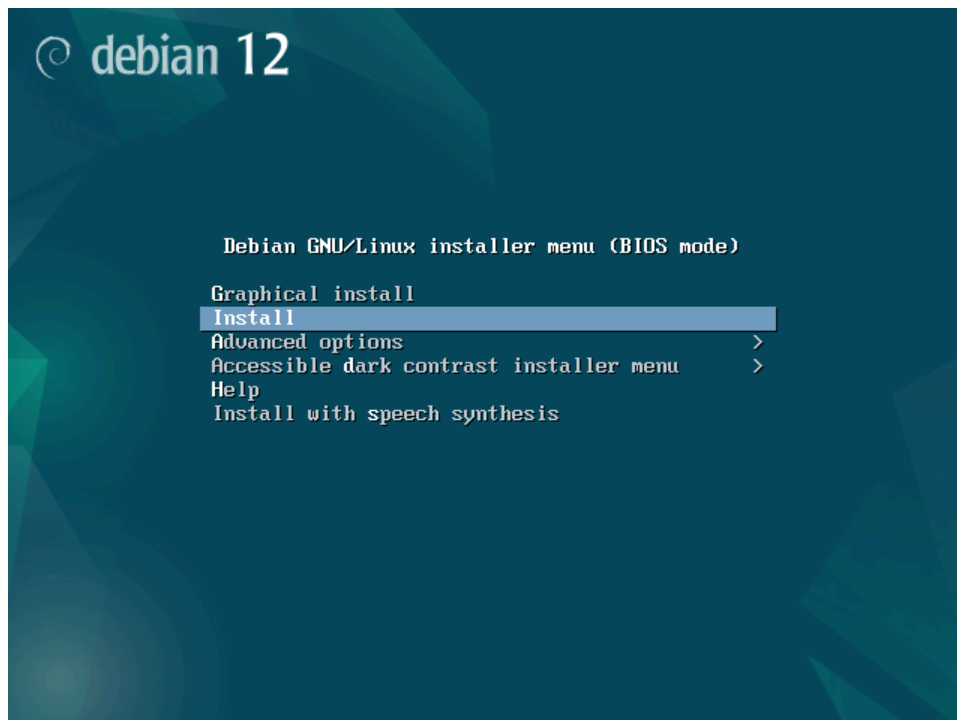 debian 12
Debian GNU/Linux installer menu (BIOS mode)
Graphical install
Install
Advanced options >
Accessible dark contrast installer menu >
Help
Install with speech synthesis